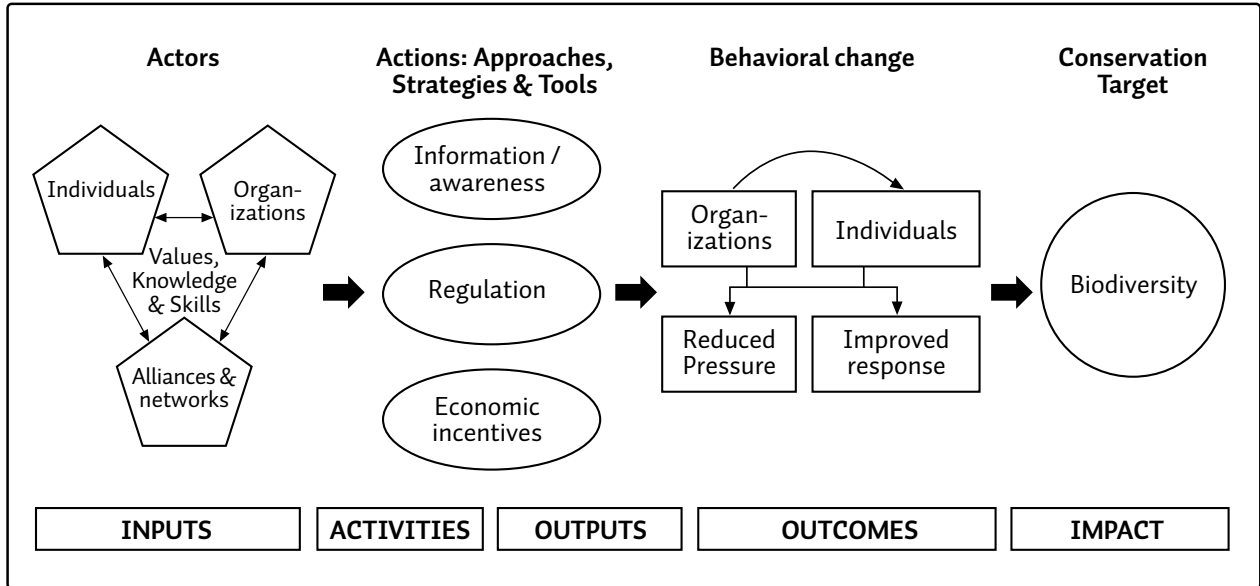 Actors
Individuals
Organ-
izations
Values,
Knowledge
& Skills
Alliances &
networks
Actions: Approaches,
Strategies & Tools
Information /
awareness
Regulation
Economic
incentives
Behavioral change
Organ-
izations
Individuals
Reduced
Pressure
Improved
response
Conservation
Target
Biodiversity
INPUTS
ACTIVITIES
OUTPUTS
OUTCOMES
IMPACT